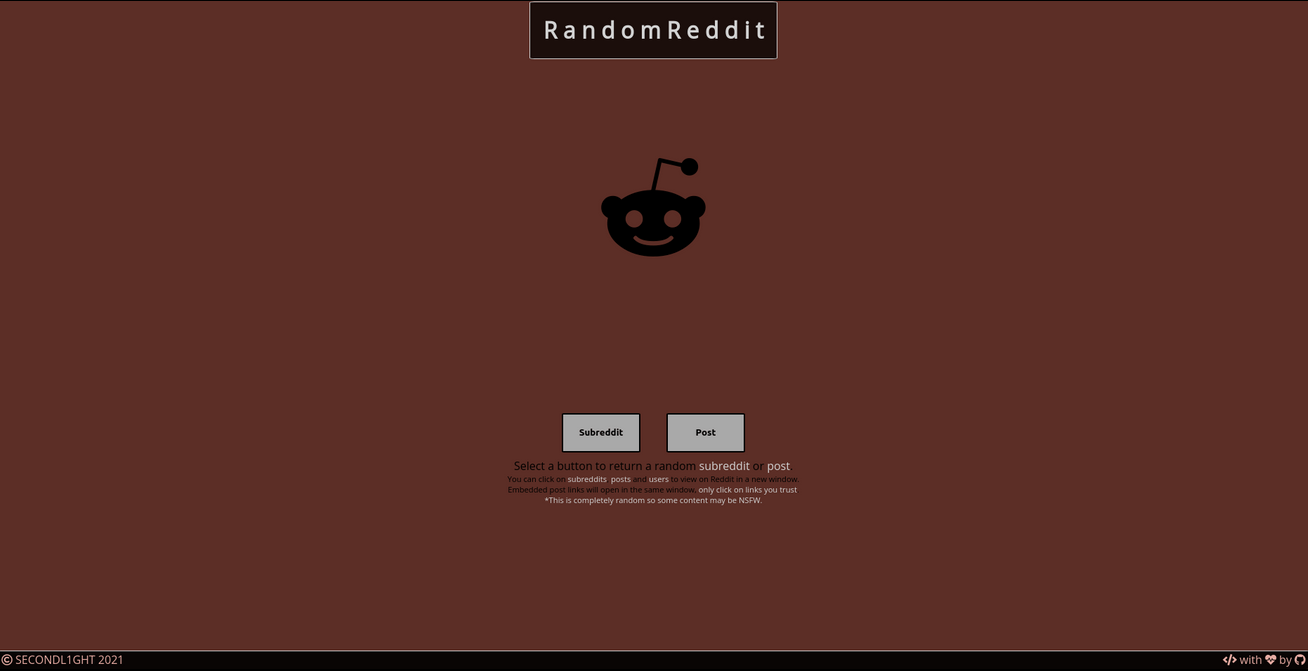 RandomReddit
Subreddit
Post
Select a button to return a random subreddit or post
You can click on subreddits posts and users to view on Reddit in a new window.
Embedded post links will open in the same window, only click on links you trust
*This is completely random so some content may be NSFW.
© SECONDL1GHT 2021
</> with by